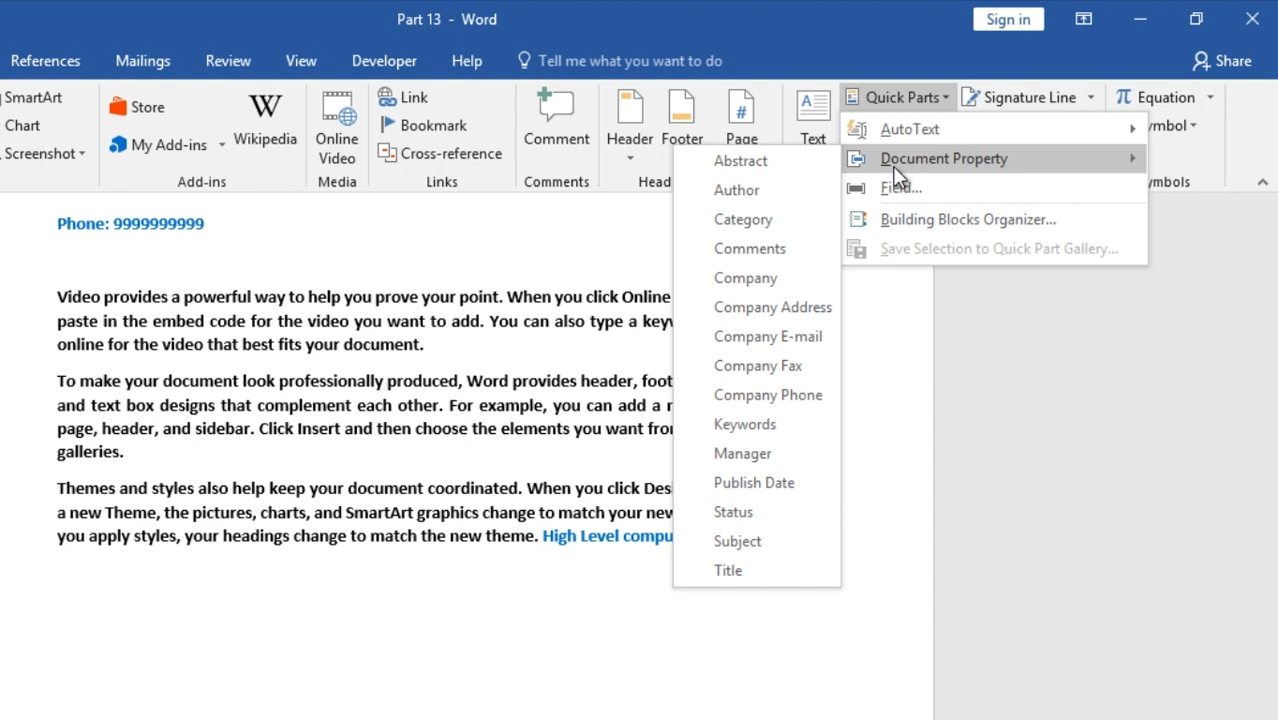 Part 13 - Word
Sign in
References
Mailings
Review
View
Developer
Help
Tell me what you want to do
Share
SmartArt
Chart
Screenshot
Store
My Add-ins
Wikipedia
Add-ins
Online
Video
Media
Link
Bookmark
Cross-reference
Links
Comment
Comments
Header
Footer
Page
Text
Quick Parts
Signature Line
Equation
AutoText
Document Property
Field...
Building Blocks Organizer...
Save Selection to Quick Part Gallery...
Abstract
Author
Category
Comments
Company
Company Address
Company E-mail
Company Fax
Company Phone
Keywords
Manager
Publish Date
Status
Subject
Title
Phone: 9999999999
Video provides a powerful way to help you prove your point. When you click Online
paste in the embed code for the video you want to add. You can also type a
online for the video that best fits your document.
To make your document look professionally produced, Word provides header,
and text box designs that complement each other. For example, you can add a
page, header, and sidebar. Click Insert and then choose the elements you want
galleries.
Themes and styles also help keep your document coordinated. When you click
a new Theme, the pictures, charts, and SmartArt graphics change to match your
you apply styles, your headings change to match the new theme. High Level